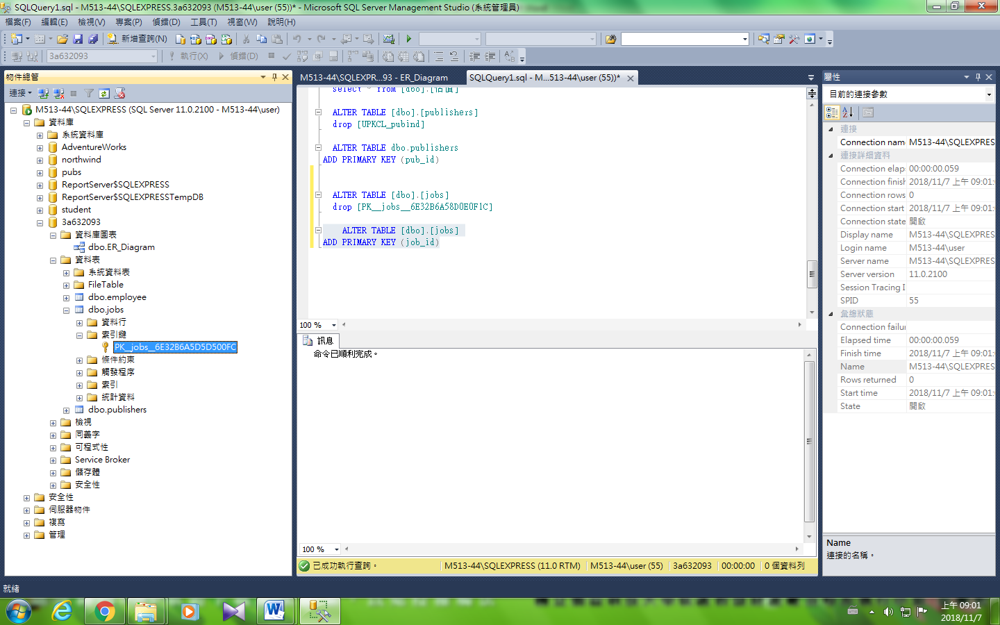 SQLQuery1.sql - M513-44\SQLEXPRESS.3a632093 (M513-44\user (55))* - Microsoft SQL Server Management Studio (系統管理員)
檔案(F) 編輯(E) 檢視(V) 專案(P) 偵錯(D) 工具(T) 視窗(W) 說明(H)
新增查詢(N)
3a632093 執行(X) 偵錯(D)
物件總管
連接
M513-44\SQLEXPRESS (SQL Server 11.0.2100 - M513-44\user)
資料庫
系統資料庫
AdventureWorks
northwind
pubs
ReportServer$SQLEXPRESS
ReportServer$SQLEXPRESSTempDB
student
3a632093
資料庫圖表
dbo.ER_Diagram
資料表
系統資料表
FileTable
dbo.employee
dbo.jobs
資料行
索引鍵
PK__jobs__6E32B6A5D5D500FC
條件約束
觸發程序
索引
統計資料
dbo.publishers
檢視
同義字
可程式性
Service Broker
儲存體
安全性
安全性
伺服器物件
複寫
管理
M513-44\SQLEXPR...93 - ER_Diagram
SQLQuery1.sql - M...513-44\user (55))*
select * from [dbo].[估價]
ALTER TABLE [dbo].[publishers]
drop [UPKCL_pubind]
ALTER TABLE dbo.publishers
ADD PRIMARY KEY (pub_id)
ALTER TABLE [dbo].[jobs]
drop [PK__jobs__6E32B6A58D0E0F1C]
ALTER TABLE [dbo].[jobs]
ADD PRIMARY KEY (job_id)
100 %
訊息
命令已順利完成。
100 %
已成功執行查詢。 M513-44\SQLEXPRESS (11.0 RTM) M513-44\user (55) 3a632093 00:00:00 0 個資料列
屬性
目前的連接參數
連接
Connection nam M513-44\SQLEXPRES
連接詳細資料
Connection elap 00:00:00.059
Connection finish 2018/11/7 上午 09:01:
Connection rows 0
Connection start 2018/11/7 上午 09:01:
Connection state 開啟
Display name M513-44\SQLEXPRES
Login name M513-44\user
Server name M513-44\SQLEXPRES
Server version 11.0.2100
Session Tracing I
SPID 55
彙總狀態
Connection failur
Elapsed time 00:00:00.059
Finish time 2018/11/7 上午 09:01:
Name M513-44\SQLEXPRES
Rows returned 0
Start time 2018/11/7 上午 09:01:
State 開啟
Name
連接的名稱。
就緒
上午 09:01
2018/11/7